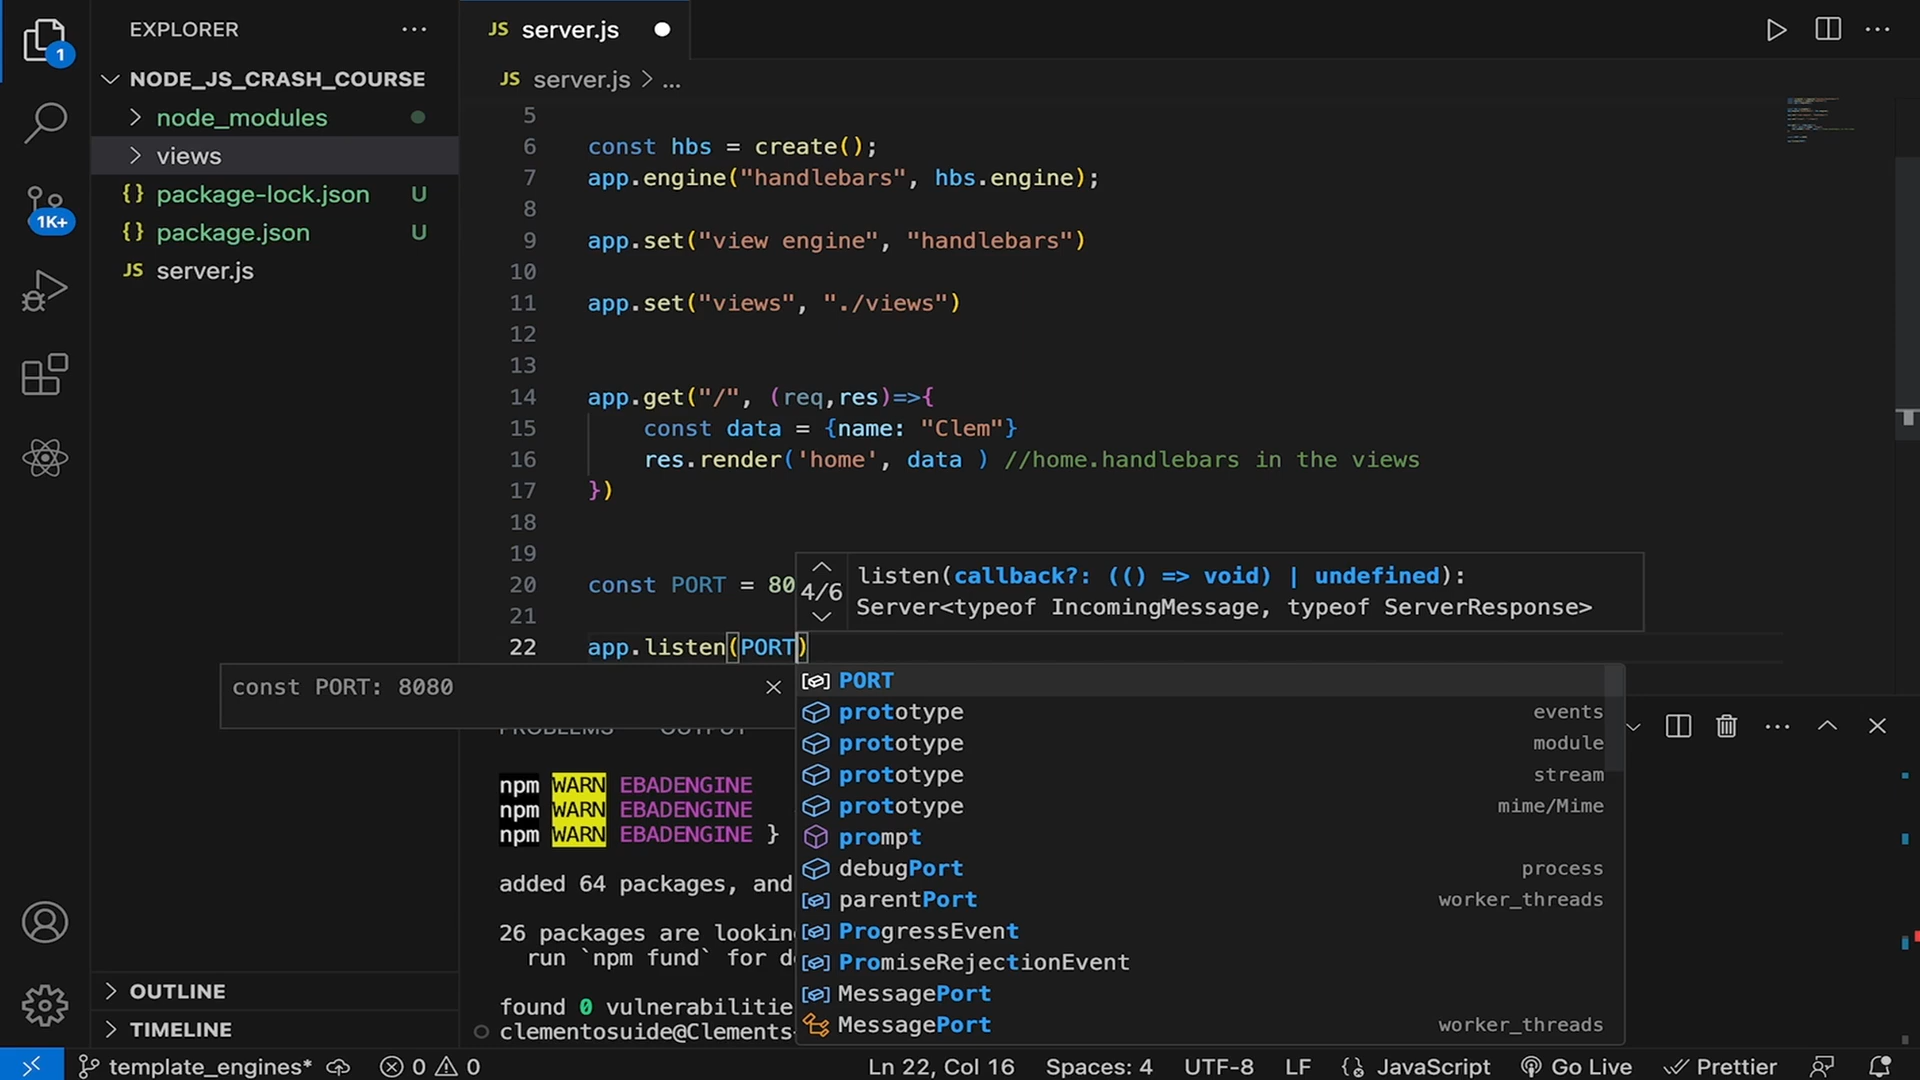 EXPLORER
JS server.js
1
NODE_JS_CRASH_COURSE
JS server.js > ...
node_modules
views
package-lock.json U
package.json U
JS server.js
1K+
5
6 const hbs = create();
7 app.engine("handlebars", hbs.engine);
8
9 app.set("view engine", "handlebars")
10
11 app.set("views", "./views")
12
13
14 app.get("/", (req,res)=>{
15 const data = {name: "Clem"}
16 res.render('home', data ) //home.handlebars in the views
17 })
18
19
20 const PORT = 80
21
22 app.listen(PORT)
4/6
listen(callback?: (() => void) | undefined):
Server<typeof IncomingMessage, typeof ServerResponse>
const PORT: 8080
PORT
prototype events
prototype module
prototype stream
prototype mime/Mime
prompt
debugPort process
parentPort worker_threads
ProgressEvent
PromiseRejectionEvent
MessagePort
MessagePort worker_threads
PROBLEMS OUTPUT
npm WARN EBADENGINE
npm WARN EBADENGINE
npm WARN EBADENGINE }
added 64 packages, and
26 packages are lookin
run `npm fund` for d
found 0 vulnerabilitie
clementosuide@Clements-
OUTLINE
TIMELINE
template_engines* 0 0 Ln 22, Col 16 Spaces: 4 UTF-8 LF JavaScript Go Live Prettier